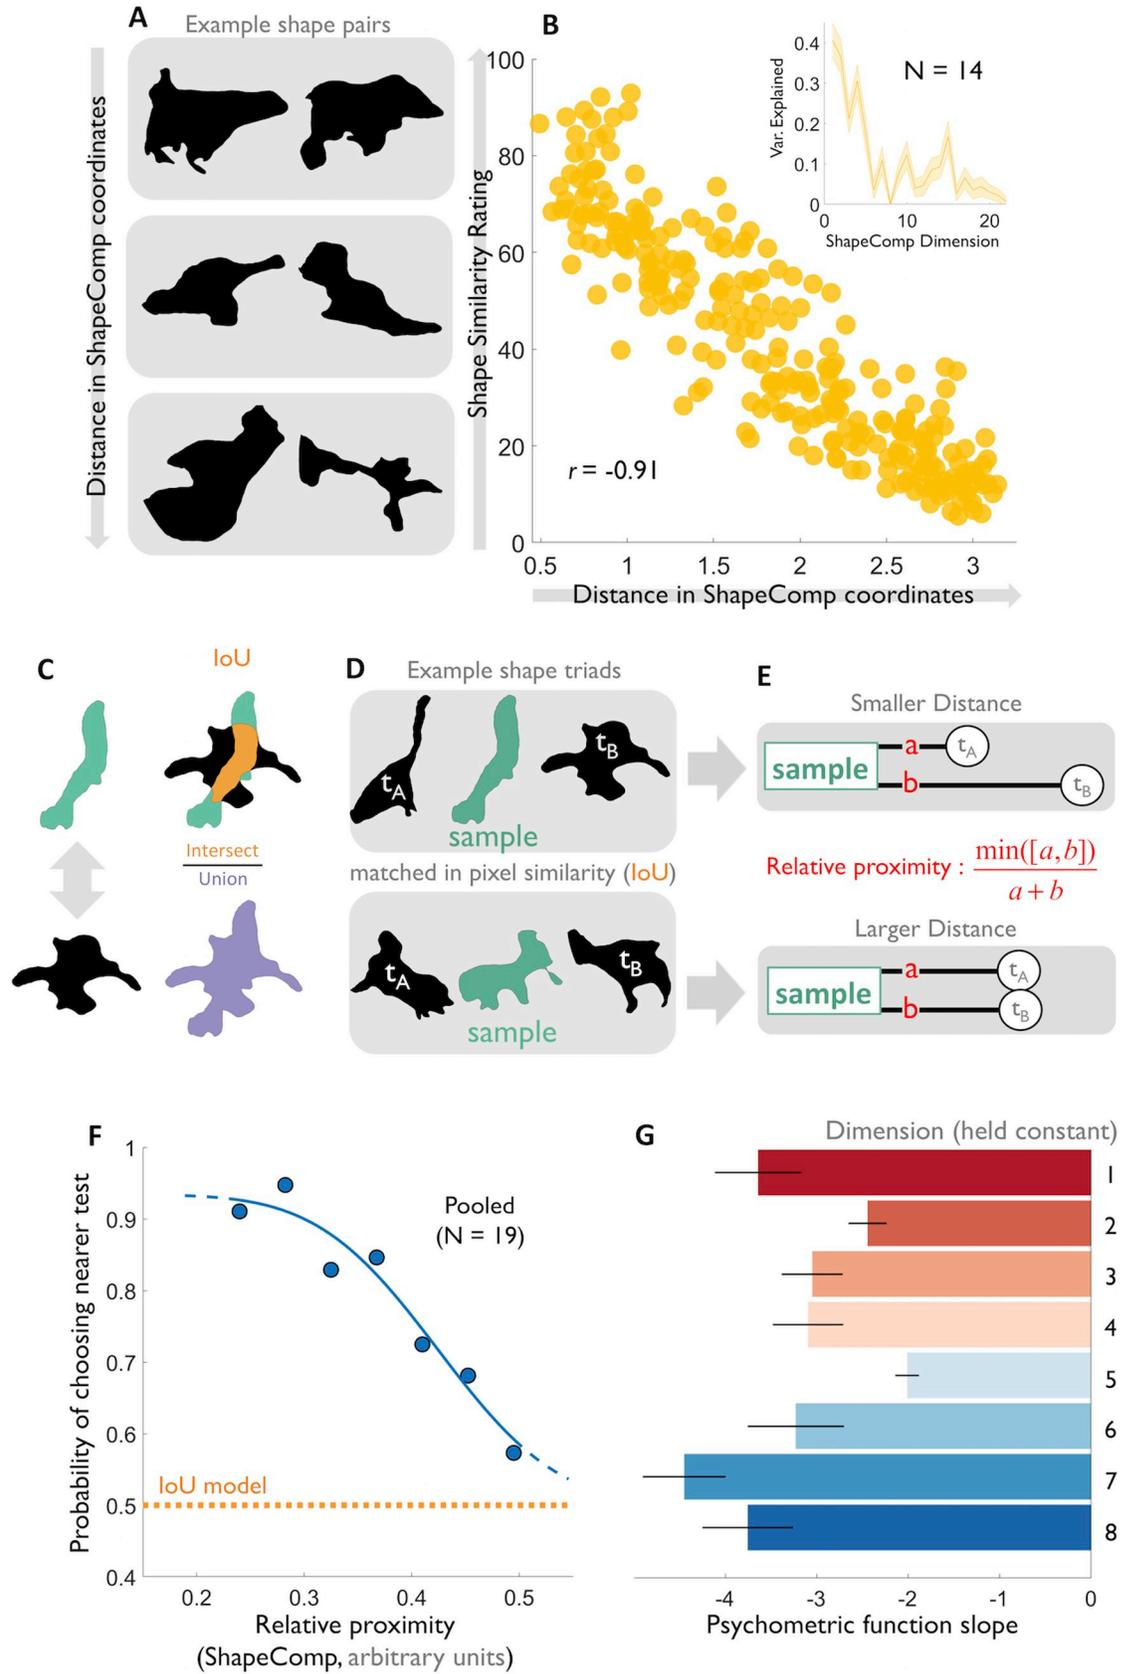 A
Example shape pairs
Distance in ShapeComp coordinates
B
Shape Similarity Rating
100
80
60
40
20
0
0.5
1
1.5
2
2.5
3
Distance in ShapeComp coordinates
r = -0.91
N = 14
Var. Explained
0.4
0.3
0.2
0.1
0
0
10
20
ShapeComp Dimension
C
IoU
Intersect
Union
D
Example shape triads
tA
tB
sample
matched in pixel similarity (IoU)
tA
tB
sample
E
Smaller Distance
sample
a
tA
b
tB
Relative proximity : min([a,b])
a + b
Larger Distance
sample
a
tA
b
tB
F
Probability of choosing nearer test
1
0.9
0.8
0.7
0.6
0.5
0.4
Pooled
(N = 19)
IoU model
0.2
0.3
0.4
0.5
Relative proximity
(ShapeComp, arbitrary units)
G
Dimension (held constant)
1
2
3
4
5
6
7
8
-4
-3
-2
-1
0
Psychometric function slope